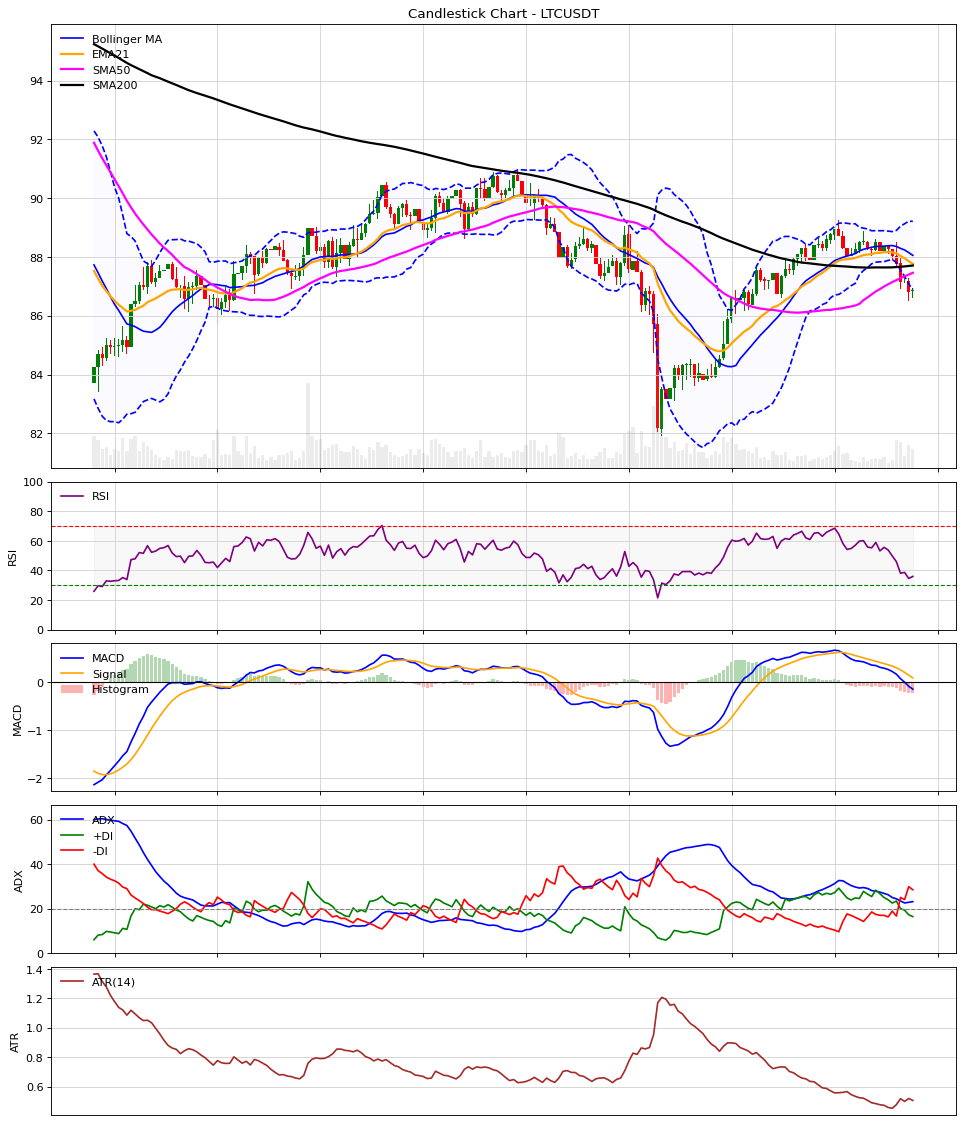 Candlestick Chart - LTCUSDT
Bollinger MA
EMA21
SMA50
SMA200
94
92
90
88
86
84
82
RSI
100
80
60
40
20
0
RSI
MACD
Signal
Histogram
0
−1
−2
MACD
ADX
+DI
-DI
60
40
20
0
ADX
ATR(14)
1.4
1.2
1.0
0.8
0.6
ATR